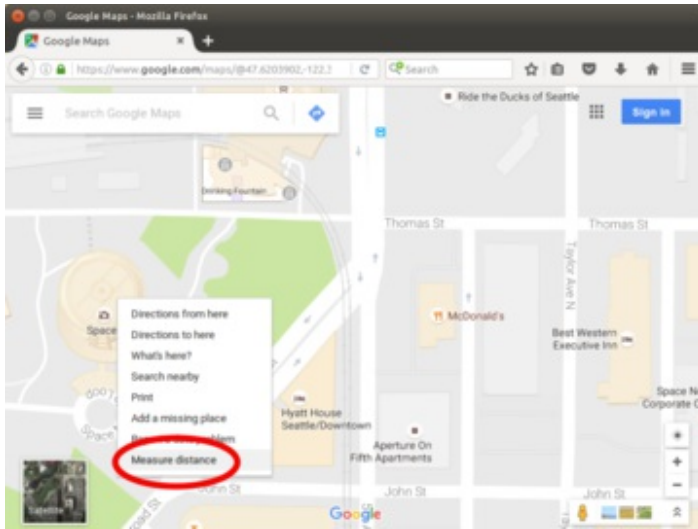 Google Maps - Mozilla Firefox
Google Maps
https://www.google.com/maps/@47.6203902,-122.3
Search
Search Google Maps
Sign in
Ride the Ducks of Seattle
Drinking Fountain
Thomas St
Thomas St
Taylor Ave N
Directions from here
Directions to here
What's here?
Search nearby
Print
Add a missing place
Measure distance
Space
McDonald's
Best Western
Executive Inn
Space N
Corporate C
Hyatt House
Seattle/Downtown
Aperture On
Fifth Apartments
Space
John St
John St
John St
Satellite
Google